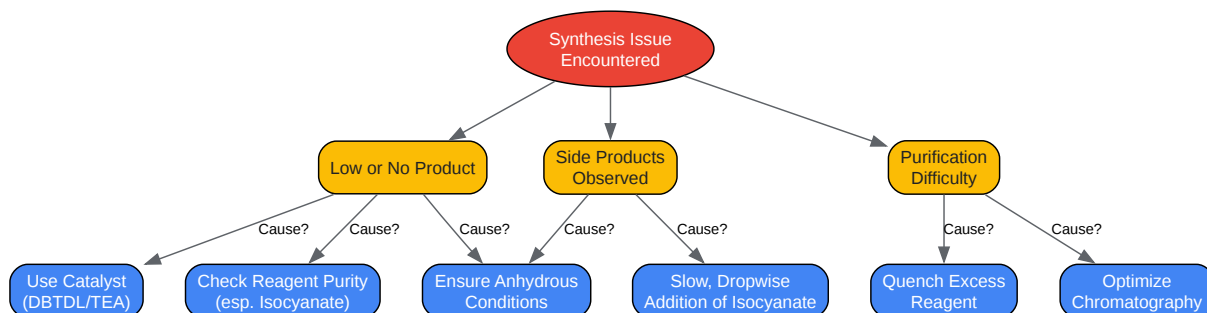 Synthesis Issue
Encountered
Low or No Product
Side Products
Observed
Purification
Difficulty
Cause?
Cause?
Cause?
Cause?
Cause?
Cause?
Cause?
Use Catalyst
(DBTDL/TEA)
Check Reagent Purity
(esp. Isocyanate)
Ensure Anhydrous
Conditions
Slow, Dropwise
Addition of Isocyanate
Quench Excess
Reagent
Optimize
Chromatography